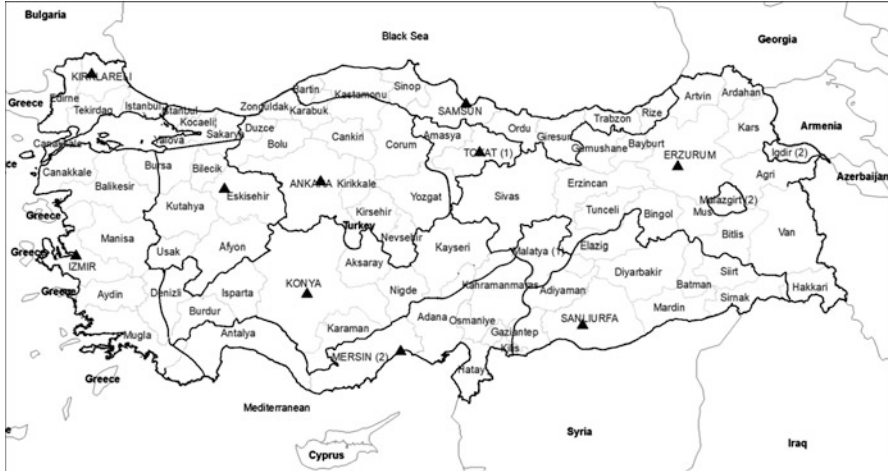 Bulgaria
Black Sea
Georgia
KIRKLARELI
Edirne
Greece
Tekirdag
Istanbul
Istanbul
Kocaeli
Sakary
Yalova
Zonguldak
Bartin
Karabuk
Kastamonu
Sinop
SAMSUN
Duzce
Bolu
Cankiri
Corum
Amasya
Ordu
Giresun
Trabzon
Rize
Artvin
Ardahan
Kars
Armenia
Canakkale
Canakkale
Bursa
Bilecik
TOKAT (1)
Gumushane
Bayburt
ERZURUM
Igdir (2)
Azerbaijan
Balikesir
Eskisehir
ANKARA
Kirikkale
Yozgat
Sivas
Erzincan
Agri
Greece
Kutahya
Kirsehir
Turkey
Tunceli
Bingol
Mus
Malazgirt (2)
Manisa
Usak
Afyon
Nevsehir
Kayseri
Malatya (1)
Elazig
Bitlis
Van
Greece
IZMIR
Aksaray
Diyarbakir
Siirt
Greece
Aydin
Denizli
Isparta
KONYA
Nigde
Kahramanmaras
Adiyaman
Batman
Hakkari
Burdur
Mardin
Sirnak
Mugla
Antalya
Karaman
Adana
Osmaniye
Gaziantep
SANLIURFA
Kilis
MERSIN (2)
Hatay
Greece
Mediterranean
Cyprus
Syria
Iraq